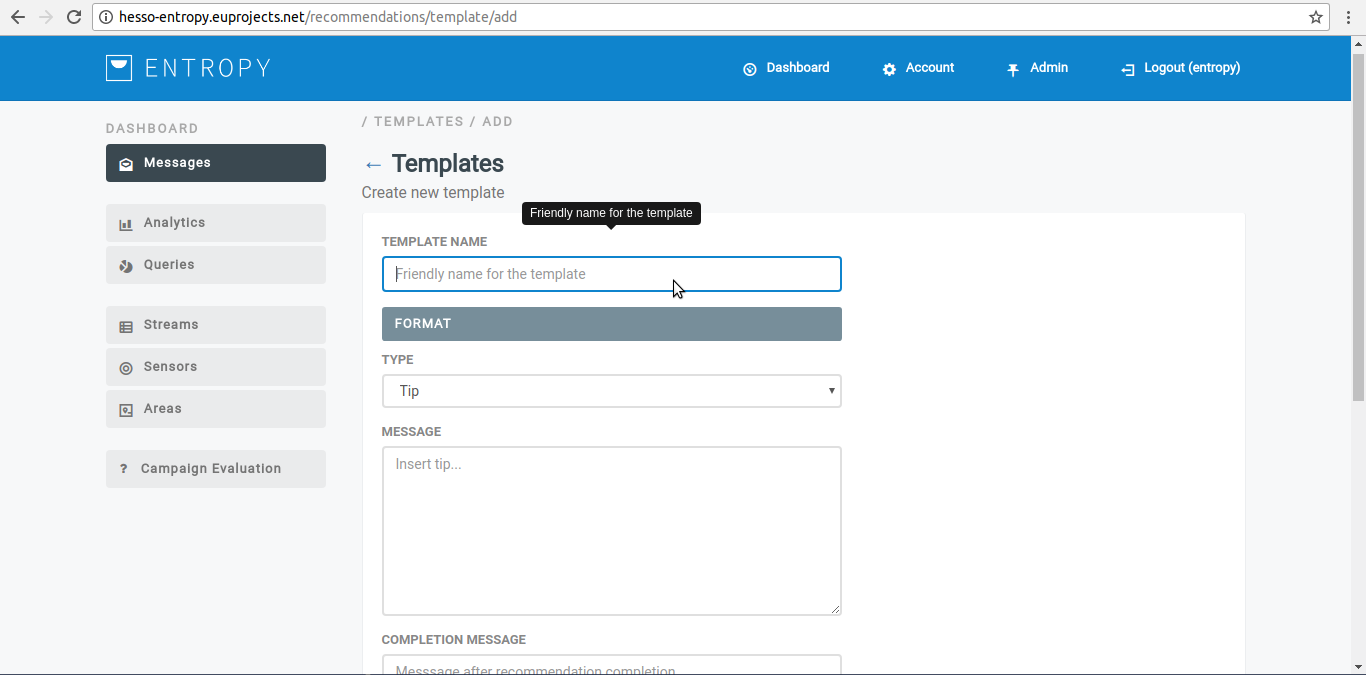 hesso-entropy.euprojects.net/recommendations/template/add
ENTROPY
Dashboard
Account
Admin
Logout (entropy)
DASHBOARD
Messages
Analytics
Queries
Streams
Sensors
Areas
? Campaign Evaluation
/ TEMPLATES / ADD
← Templates
Create new template
Friendly name for the template
TEMPLATE NAME
Friendly name for the template
FORMAT
TYPE
Tip
MESSAGE
Insert tip...
COMPLETION MESSAGE
Messsage after recommendation completion